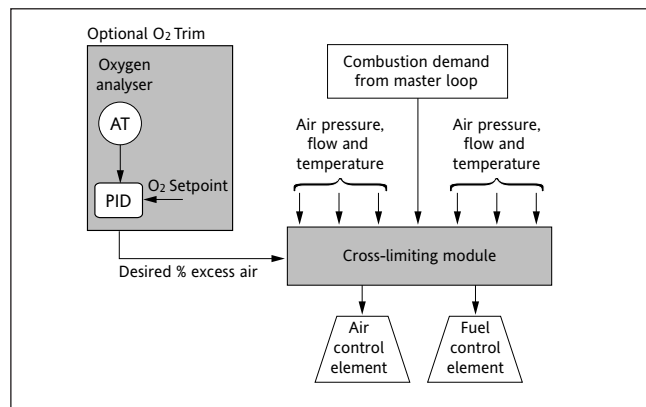 Optional O2 Trim
Oxygen
analyser
AT
PID
O2 Setpoint
Desired % excess air
Combustion demand
from master loop
Air pressure,
flow and
temperature
Air pressure,
flow and
temperature
Cross-limiting module
Air
control
element
Fuel
control
element